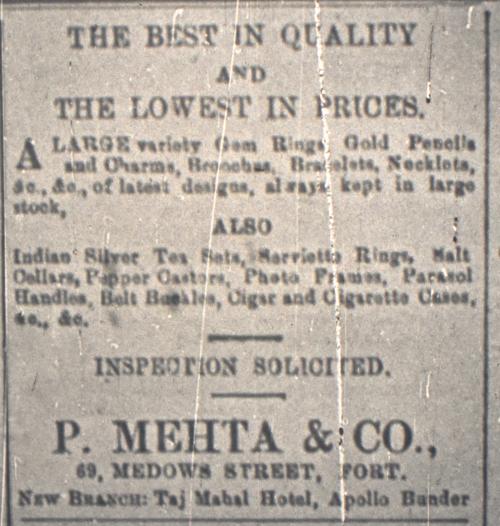 THE BEST IN QUALITY
AND
THE LOWEST IN PRICES.
A LARGE variety Gem Rings Gold Pencils
and Charms, Brooches, Bracelets, Necklets,
&c., &c., of latest designs, always kept in large
stock,
ALSO
Indian Silver Tea Sets, Serviette Rings, Salt
Cellars, Pepper Castors, Photo Frames, Parasol
Handles, Belt Buckles, Cigar and Cigarette Cases,
&c., &c.
INSPECTION SOLICITED.
P. MEHTA & CO.,
69, MEDOWS STREET, FORT.
NEW BRANCH: Taj Mahal Hotel, Apollo Bunder